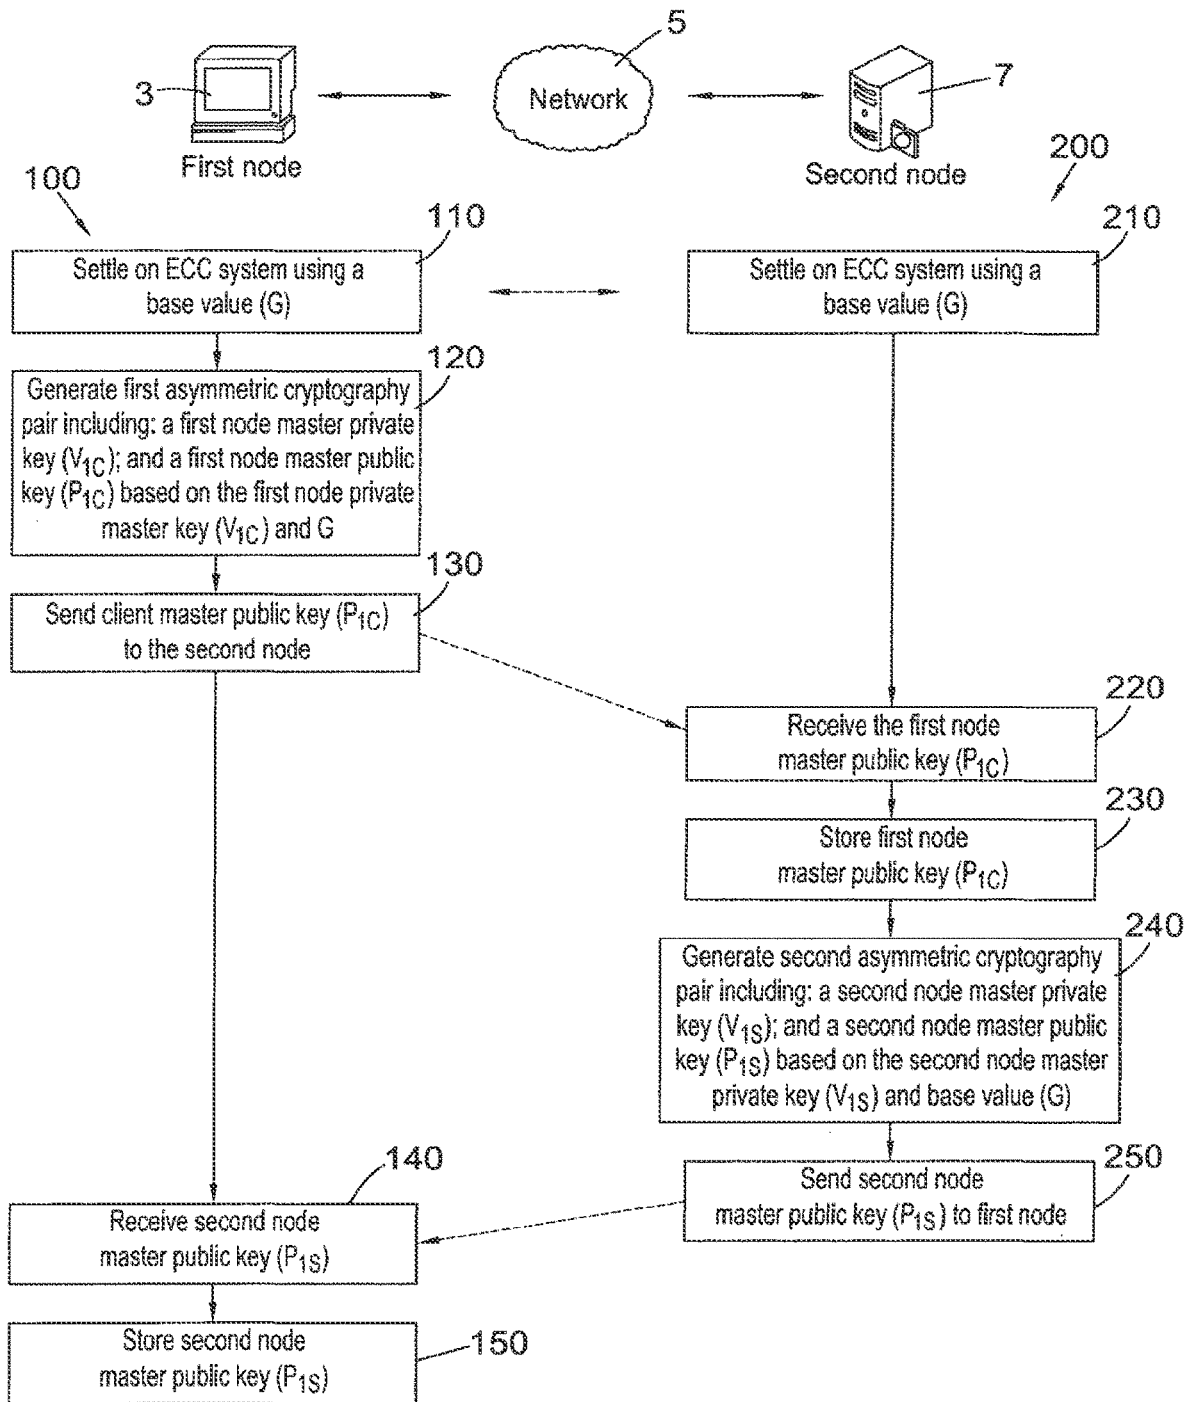 5
3
Network
7
First node
Second node
100
200
110
Settle on ECC system using a
base value (G)
210
Settle on ECC system using a
base value (G)
120
Generate first asymmetric cryptography
pair including: a first node master private
key (V1C); and a first node master public
key (P1C) based on the first node private
master key (V1C) and G
130
Send client master public key (P1C)
to the second node
220
Receive the first node
master public key (P1C)
230
Store first node
master public key (P1C)
240
Generate second asymmetric cryptography
pair including: a second node master private
key (V1S); and a second node master public
key (P1S) based on the second node master
private key (V1S) and base value (G)
250
Send second node
master public key (P1S) to first node
140
Receive second node
master public key (P1S)
150
Store second node
master public key (P1S)